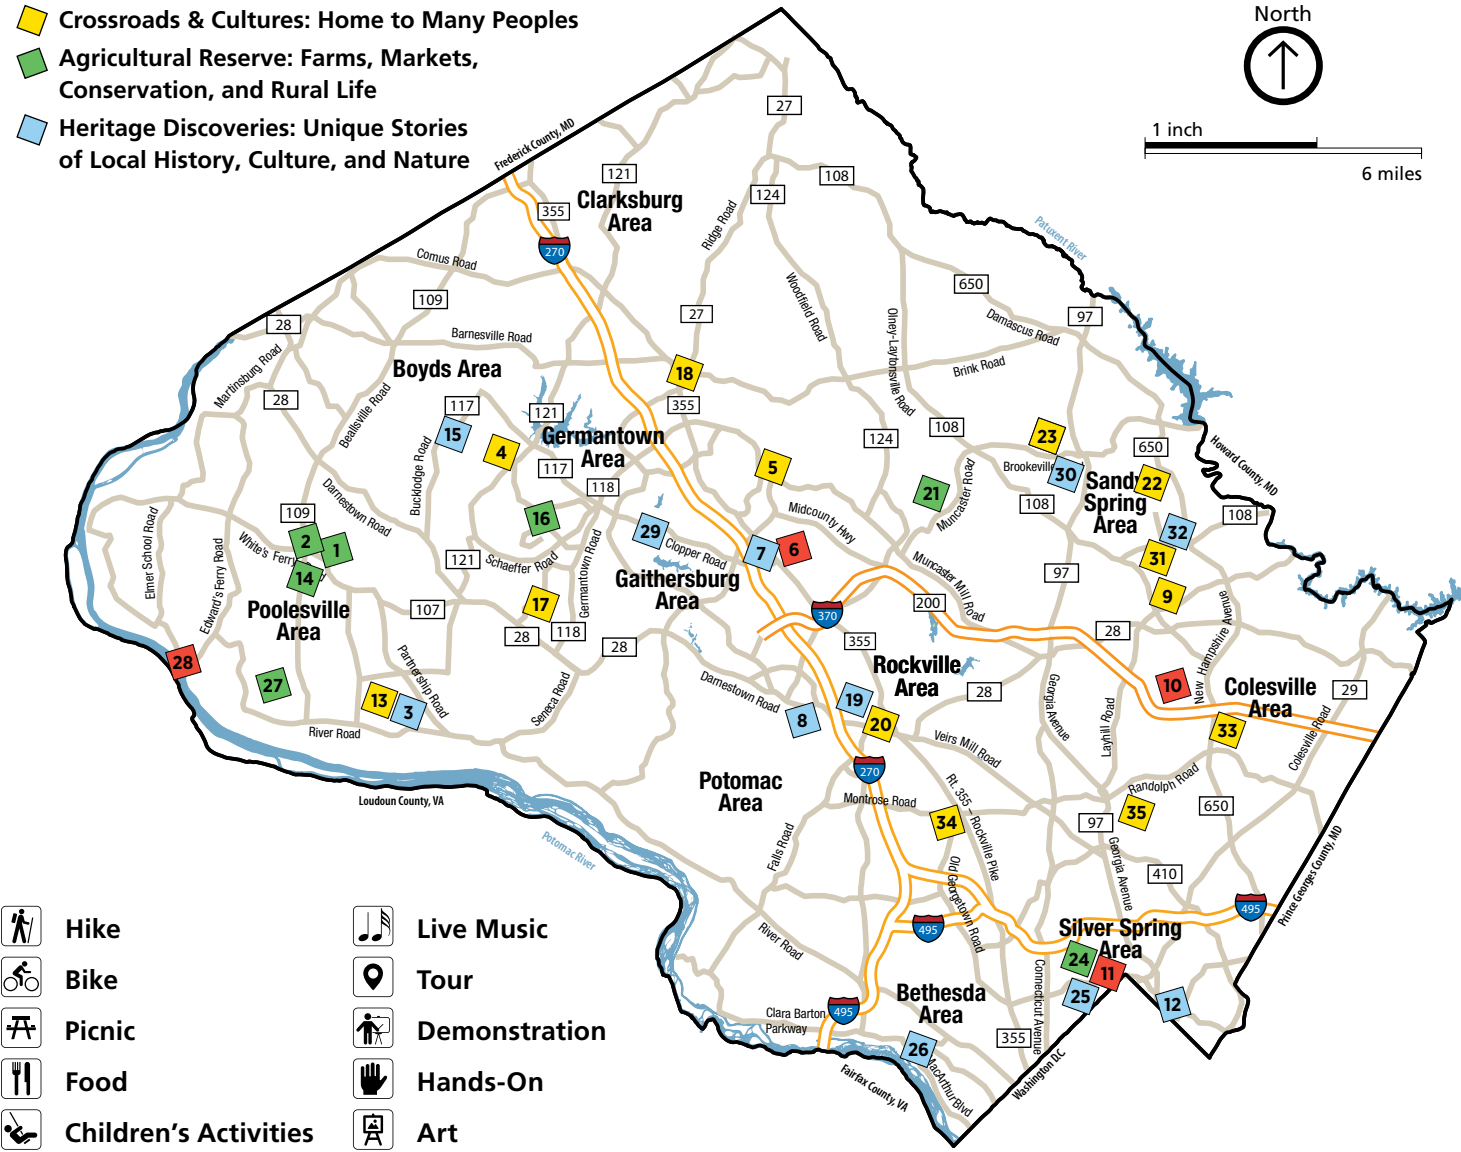 Crossroads & Cultures: Home to Many Peoples
Agricultural Reserve: Farms, Markets,
Conservation, and Rural Life
Heritage Discoveries: Unique Stories
of Local History, Culture, and Nature
North
1 inch
6 miles
Frederick County, MD
27
121
108
124
Clarksburg
Area
355
270
Ridge Road
Patuxent River
Comus Road
650
109
Woodfield Road
27
97
28
Olney-Laytonsville Road
Damascus Road
Barnesville Road
Martinsburg Road
Boyds Area
18
Brink Road
28
Beallsville Road
117
355
121
108
15
Germantown
Area
124
23
650
Howard County, MD
4
5
Brookeville
30
Sandy
Spring
Area
22
Bucklodge Road
117
118
21
Muncaster Road
108
108
Darnestown Road
109
16
Midcounty Hwy
29
32
Elmer School Road
White's Ferry Road
2
1
14
Clopper Road
7
6
31
121
Schaeffer Road
Germantown Road
Muncaster Mill Road
97
Edward's Ferry Road
Gaithersburg
Area
9
Poolesville
Area
107
17
370
200
New Hampshire Avenue
28
118
28
355
28
28
Rockville
Area
27
Partnership Road
Seneca Road
Darnestown Road
28
Georgia Avenue
10
Colesville
Area
29
13
3
19
8
20
Layhill Road
33
Colesville Road
River Road
Veirs Mill Road
270
Potomac
Area
Randolph Road
Loudoun County, VA
Montrose Road
Rt. 355 – Rockville Pike
34
35
97
650
Potomac River
Falls Road
Old Georgetown Road
Georgia Avenue
410
Prince Georges County, MD
495
495
River Road
Silver Spring
Area
24
11
25
12
Connecticut Avenue
Bethesda
Area
495
Clara Barton
Parkway
355
26
MacArthur Blvd
Washington D.C
Fairfax County, VA
Hike
Bike
Picnic
Food
Children's Activities
Live Music
Tour
Demonstration
Hands-On
Art